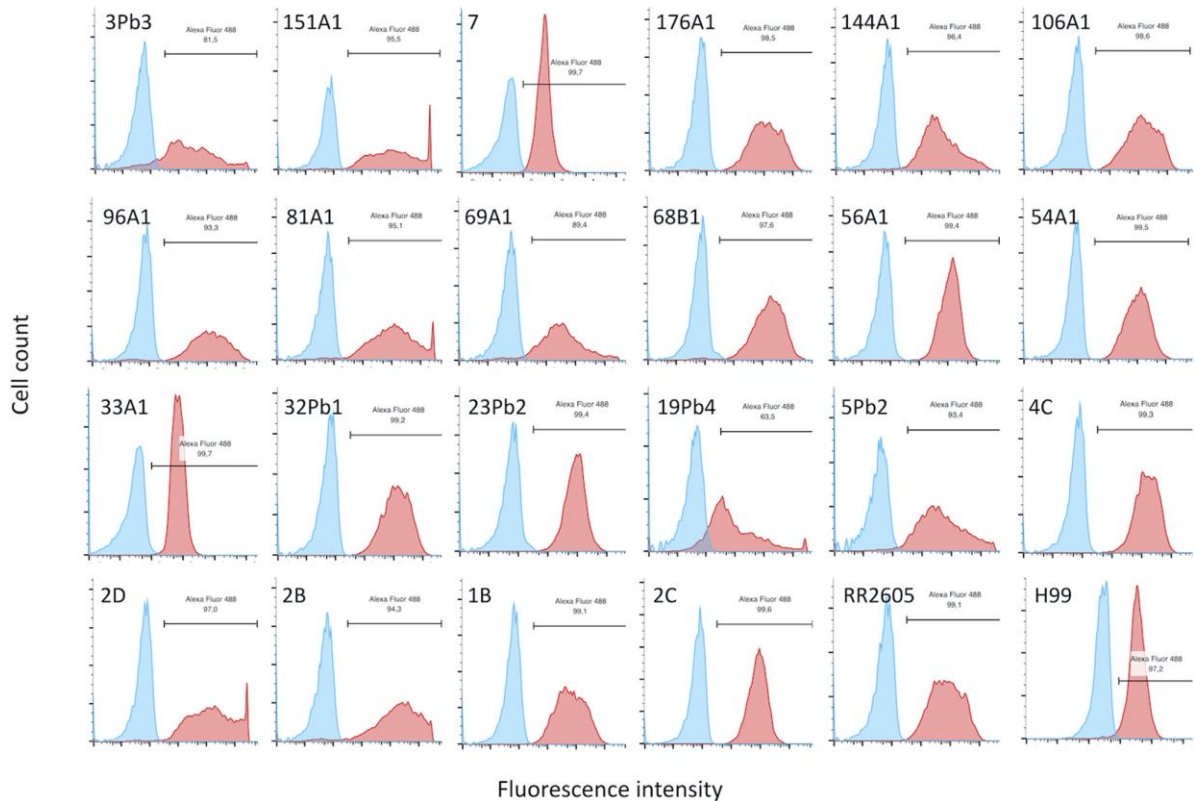 3Pb3
Alexa Fluor 488
81,5
151A1
Alexa Fluor 488
95,5
7
Alexa Fluor 488
99,7
176A1
Alexa Fluor 488
98,5
144A1
Alexa Fluor 488
96,4
106A1
Alexa Fluor 488
98,6
96A1
Alexa Fluor 488
93,3
81A1
Alexa Fluor 488
95,1
69A1
Alexa Fluor 488
89,4
68B1
Alexa Fluor 488
97,6
56A1
Alexa Fluor 488
99,4
54A1
Alexa Fluor 488
99,5
33A1
Alexa Fluor 488
99,7
32Pb1
Alexa Fluor 488
99,2
23Pb2
Alexa Fluor 488
99,4
19Pb4
Alexa Fluor 488
63,5
5Pb2
Alexa Fluor 488
93,4
4C
Alexa Fluor 488
99,3
2D
Alexa Fluor 488
97,0
2B
Alexa Fluor 488
94,3
1B
Alexa Fluor 488
99,1
2C
Alexa Fluor 488
99,6
RR2605
Alexa Fluor 488
99,1
H99
Alexa Fluor 488
97,2
Cell count
Fluorescence intensity